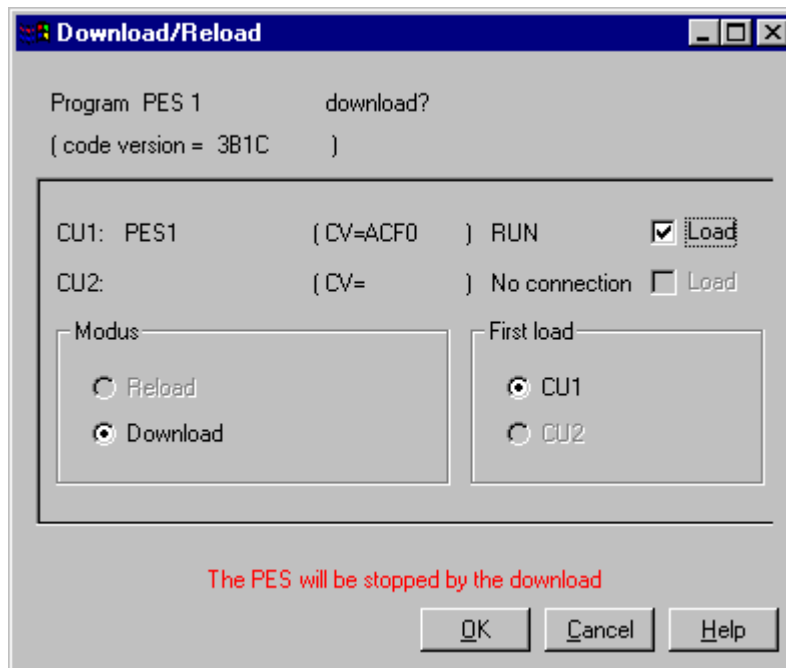 Download/Reload
Program PES 1 download?
( code version = 3B1C )
CU1: PES1 ( CV=ACF0 ) RUN Load
CU2: ( CV= ) No connection Load
Modus First load
Reload CU1
Download CU2
The PES will be stopped by the download
OK Cancel Help